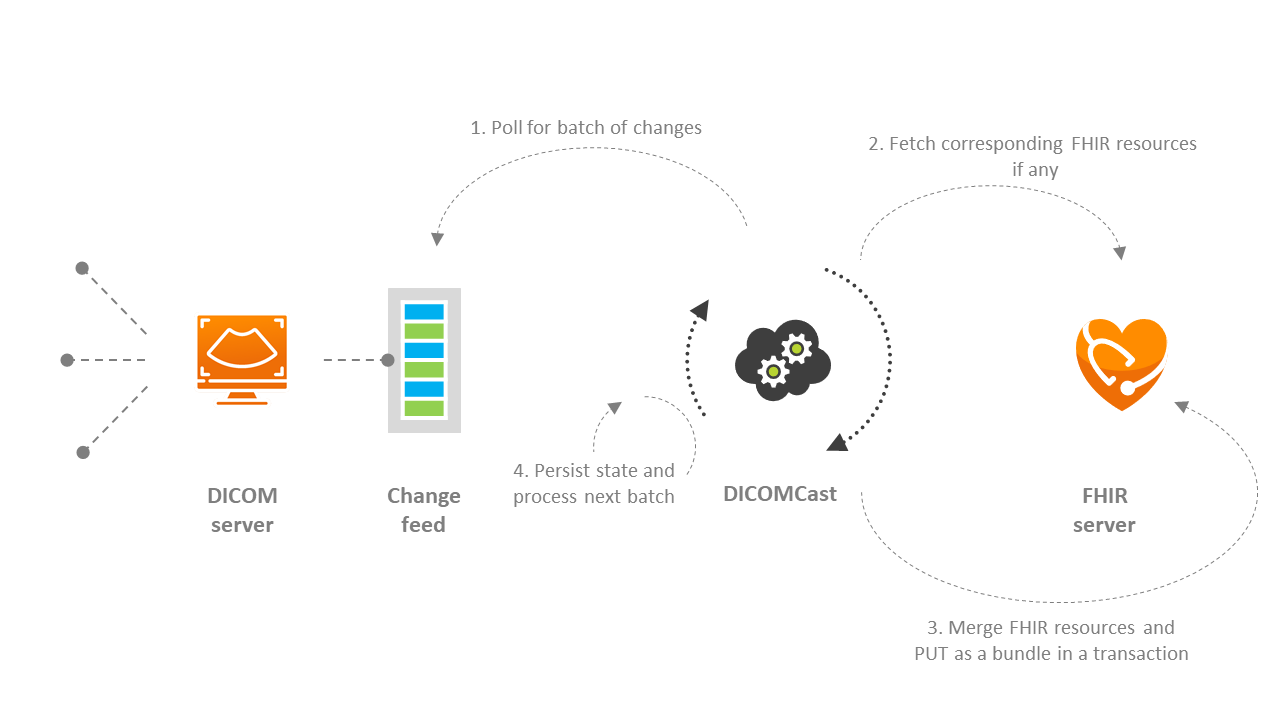 1. Poll for batch of changes
2. Fetch corresponding FHIR resources
if any
4. Persist state and
process next batch
DICOM
server
Change
feed
DICOMCast
FHIR
server
3. Merge FHIR resources and
PUT as a bundle in a transaction